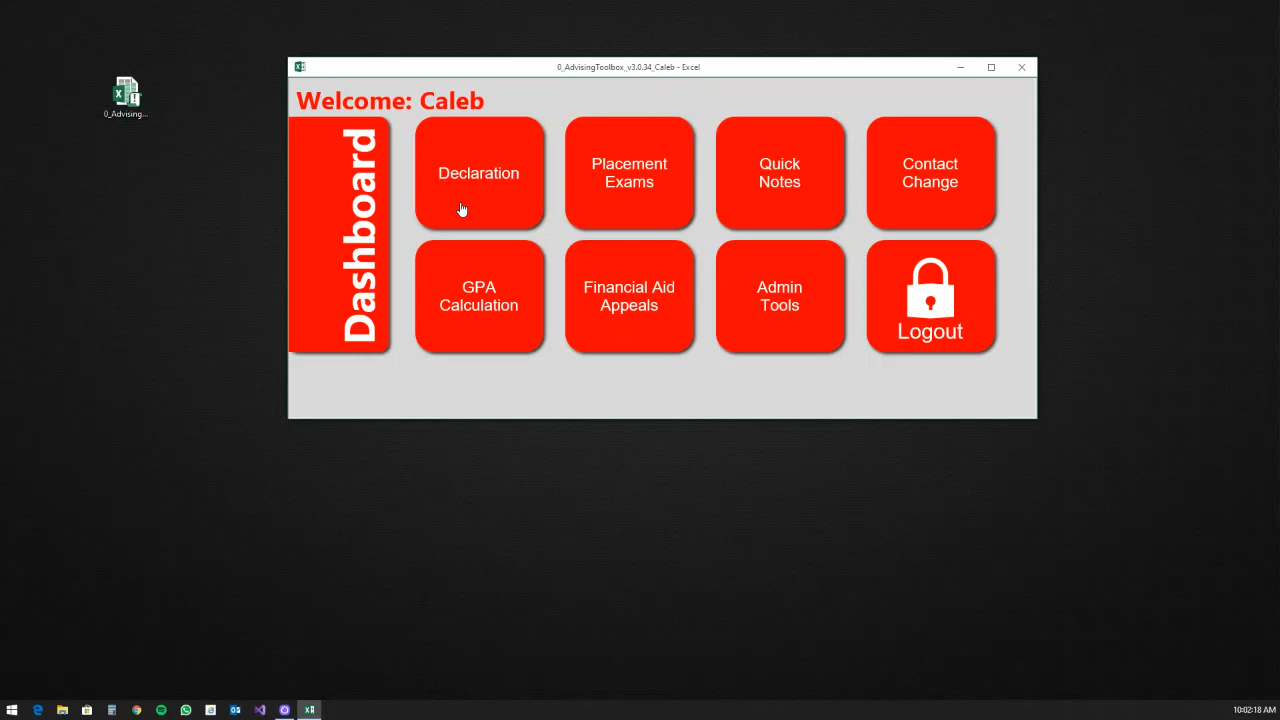 0_AdvisingToolbox_v3.0.34_Caleb - Excel
0_Advising...
Welcome: Caleb
Dashboard
Declaration
Placement
Exams
Quick
Notes
Contact
Change
GPA
Calculation
Financial Aid
Appeals
Admin
Tools
Logout
10:02:18 AM